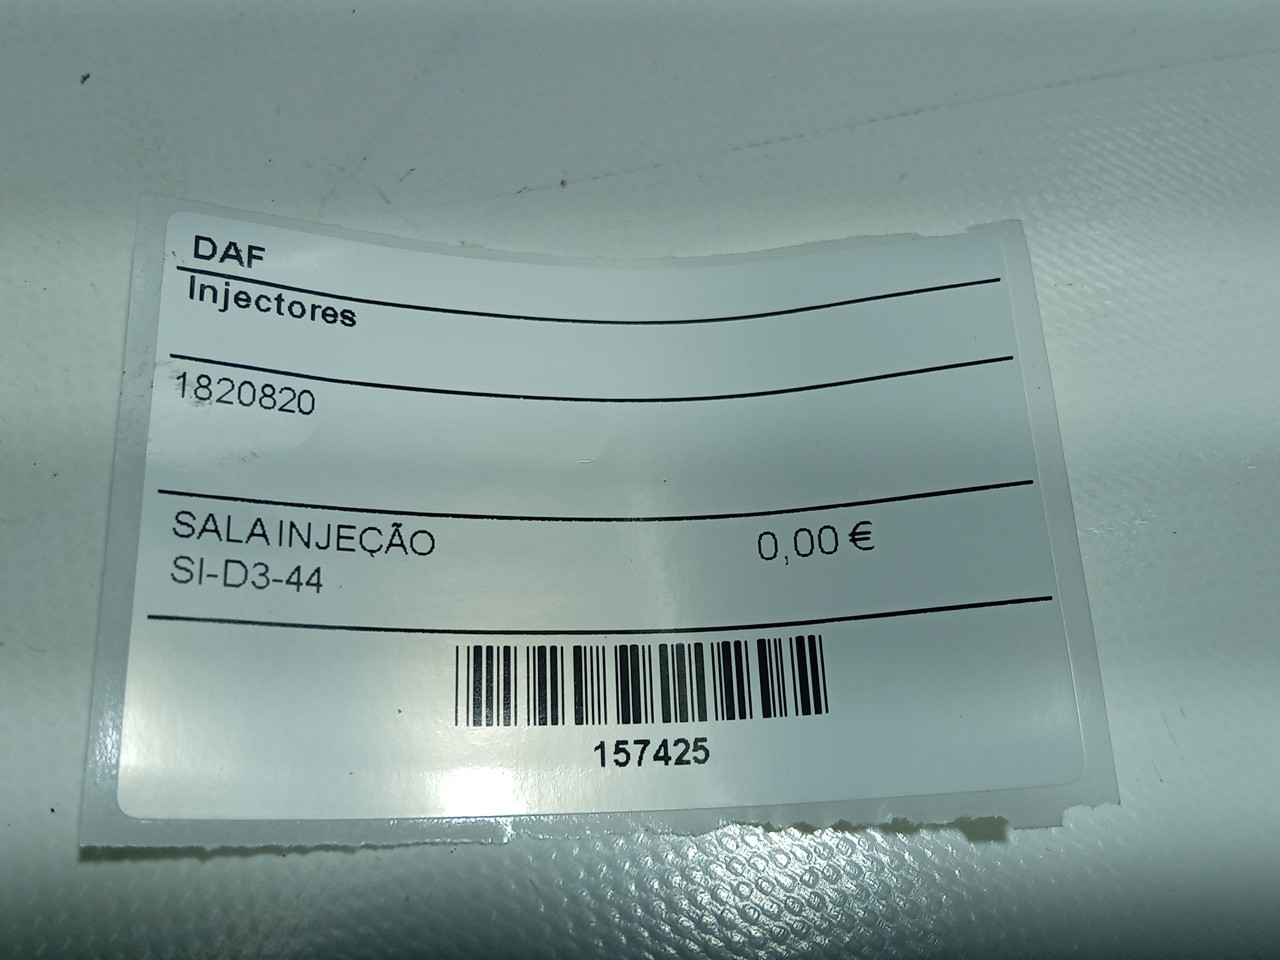 DAF
Injectores
1820820
SALA INJEÇÃO
0,00 €
SI-D3-44
157425